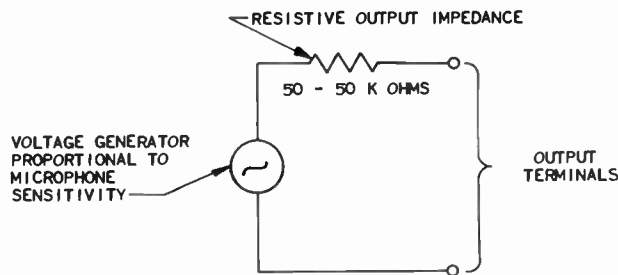 RESISTIVE OUTPUT IMPEDANCE
50 - 50 K OHMS
VOLTAGE GENERATOR
PROPORTIONAL TO
MICROPHONE
SENSITIVITY
OUTPUT
TERMINALS